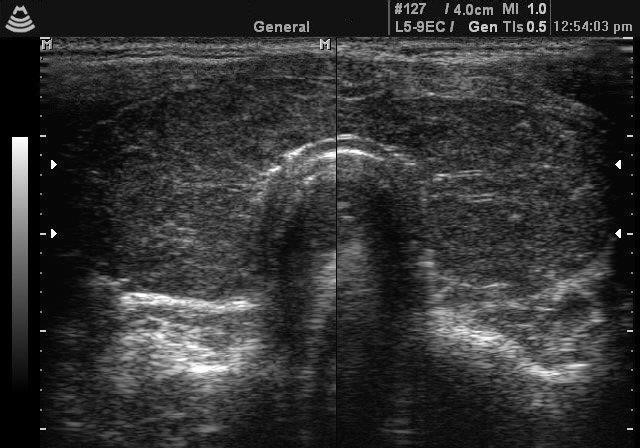 #127 / 4.0cm MI 1.0
General L5-9EC / Gen TIs 0.5 12:54:03 pm
M M